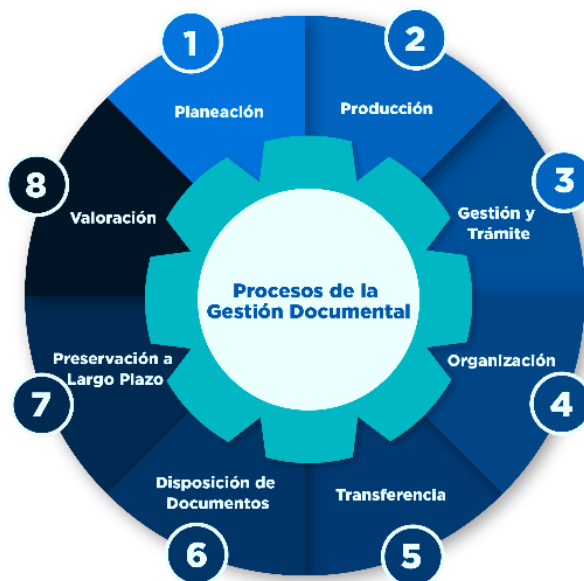 1
Planeación
2
Producción
3
Gestión y
Trámite
4
Organización
5
Transferencia
6
Disposición de
Documentos
7
Preservación a
Largo Plazo
8
Valoración
Procesos de la
Gestión Documental